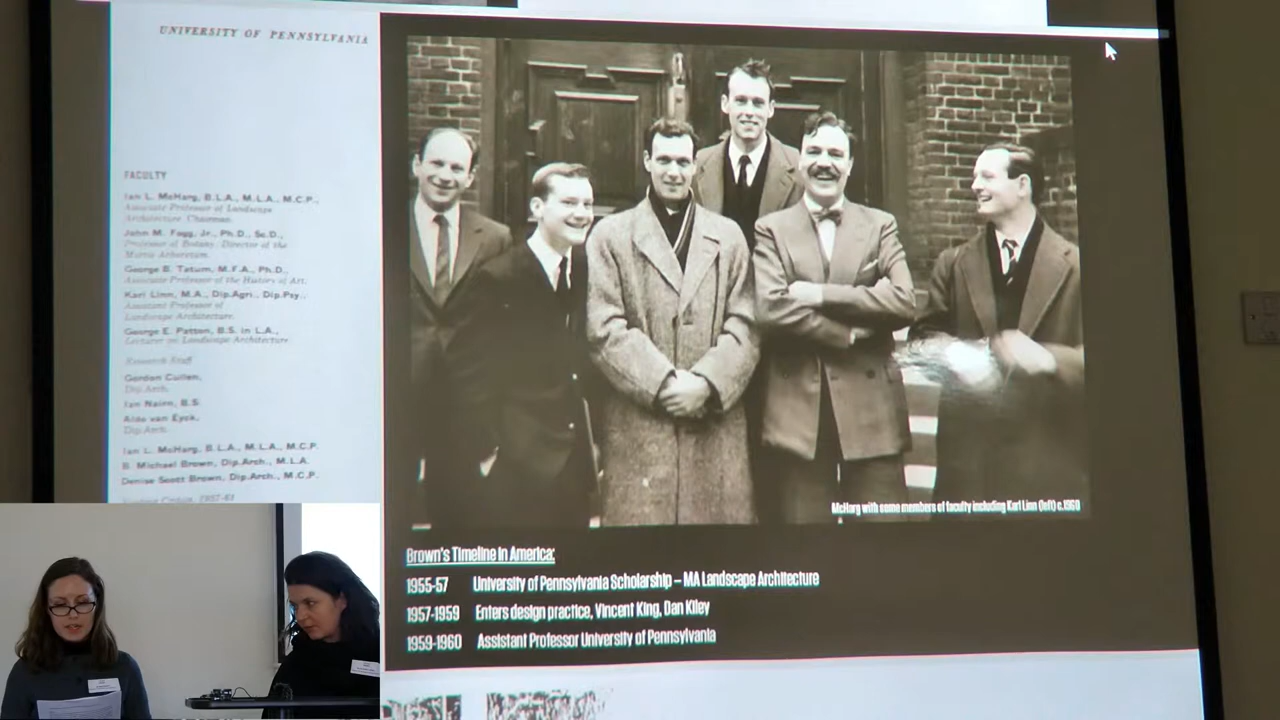 UNIVERSITY OF PENNSYLVANIA
FACULTY
Ian L. McHarg, B.L.A., M.L.A., M.C.P.,
Associate Professor of Landscape
Architecture Chairman.
John M. Fogg, Jr., Ph.D., Sc.D.,
Professor of Botany. Director of the
Morris Arboretum.
George B. Tatum, M.F.A., Ph.D.,
Associate Professor of the History of Art.
Karl Linn, M.A., Dip.Agri., Dip.Psy.,
Assistant Professor of
Landscape Architecture.
George E. Patton, B.S. in L.A.,
Lecturer on Landscape Architecture.
Research Staff
Gordon Cullen,
Dip.Arch.
Ian Nairn, B.S.
Aldo van Eyck,
Dip.Arch.
Ian L. McHarg, B.L.A., M.L.A., M.C.P.
B. Michael Brown, Dip.Arch., M.L.A.
Denise Scott Brown, Dip.Arch., M.C.P.
McHarg with some members of faculty including Karl Linn (left) c.1960
Brown's Timeline in America:
1955-57 University of Pennsylvania Scholarship – MA Landscape Architecture
1957-1959 Enters design practice, Vincent King, Dan Kiley
1959-1960 Assistant Professor University of Pennsylvania